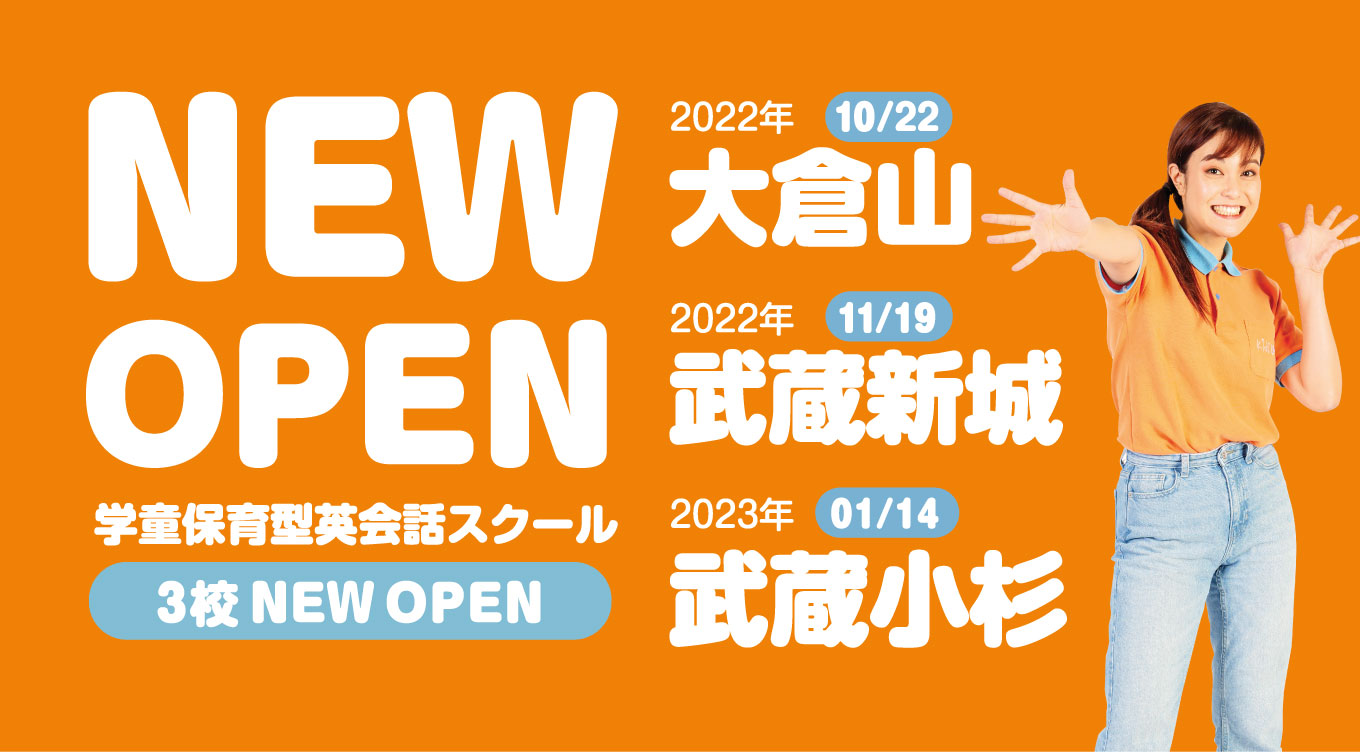 NEW
OPEN
学童保育型英会話スクール
3校 NEW OPEN
2022年 10/22
大倉山
2022年 11/19
武蔵新城
2023年 01/14
武蔵小杉